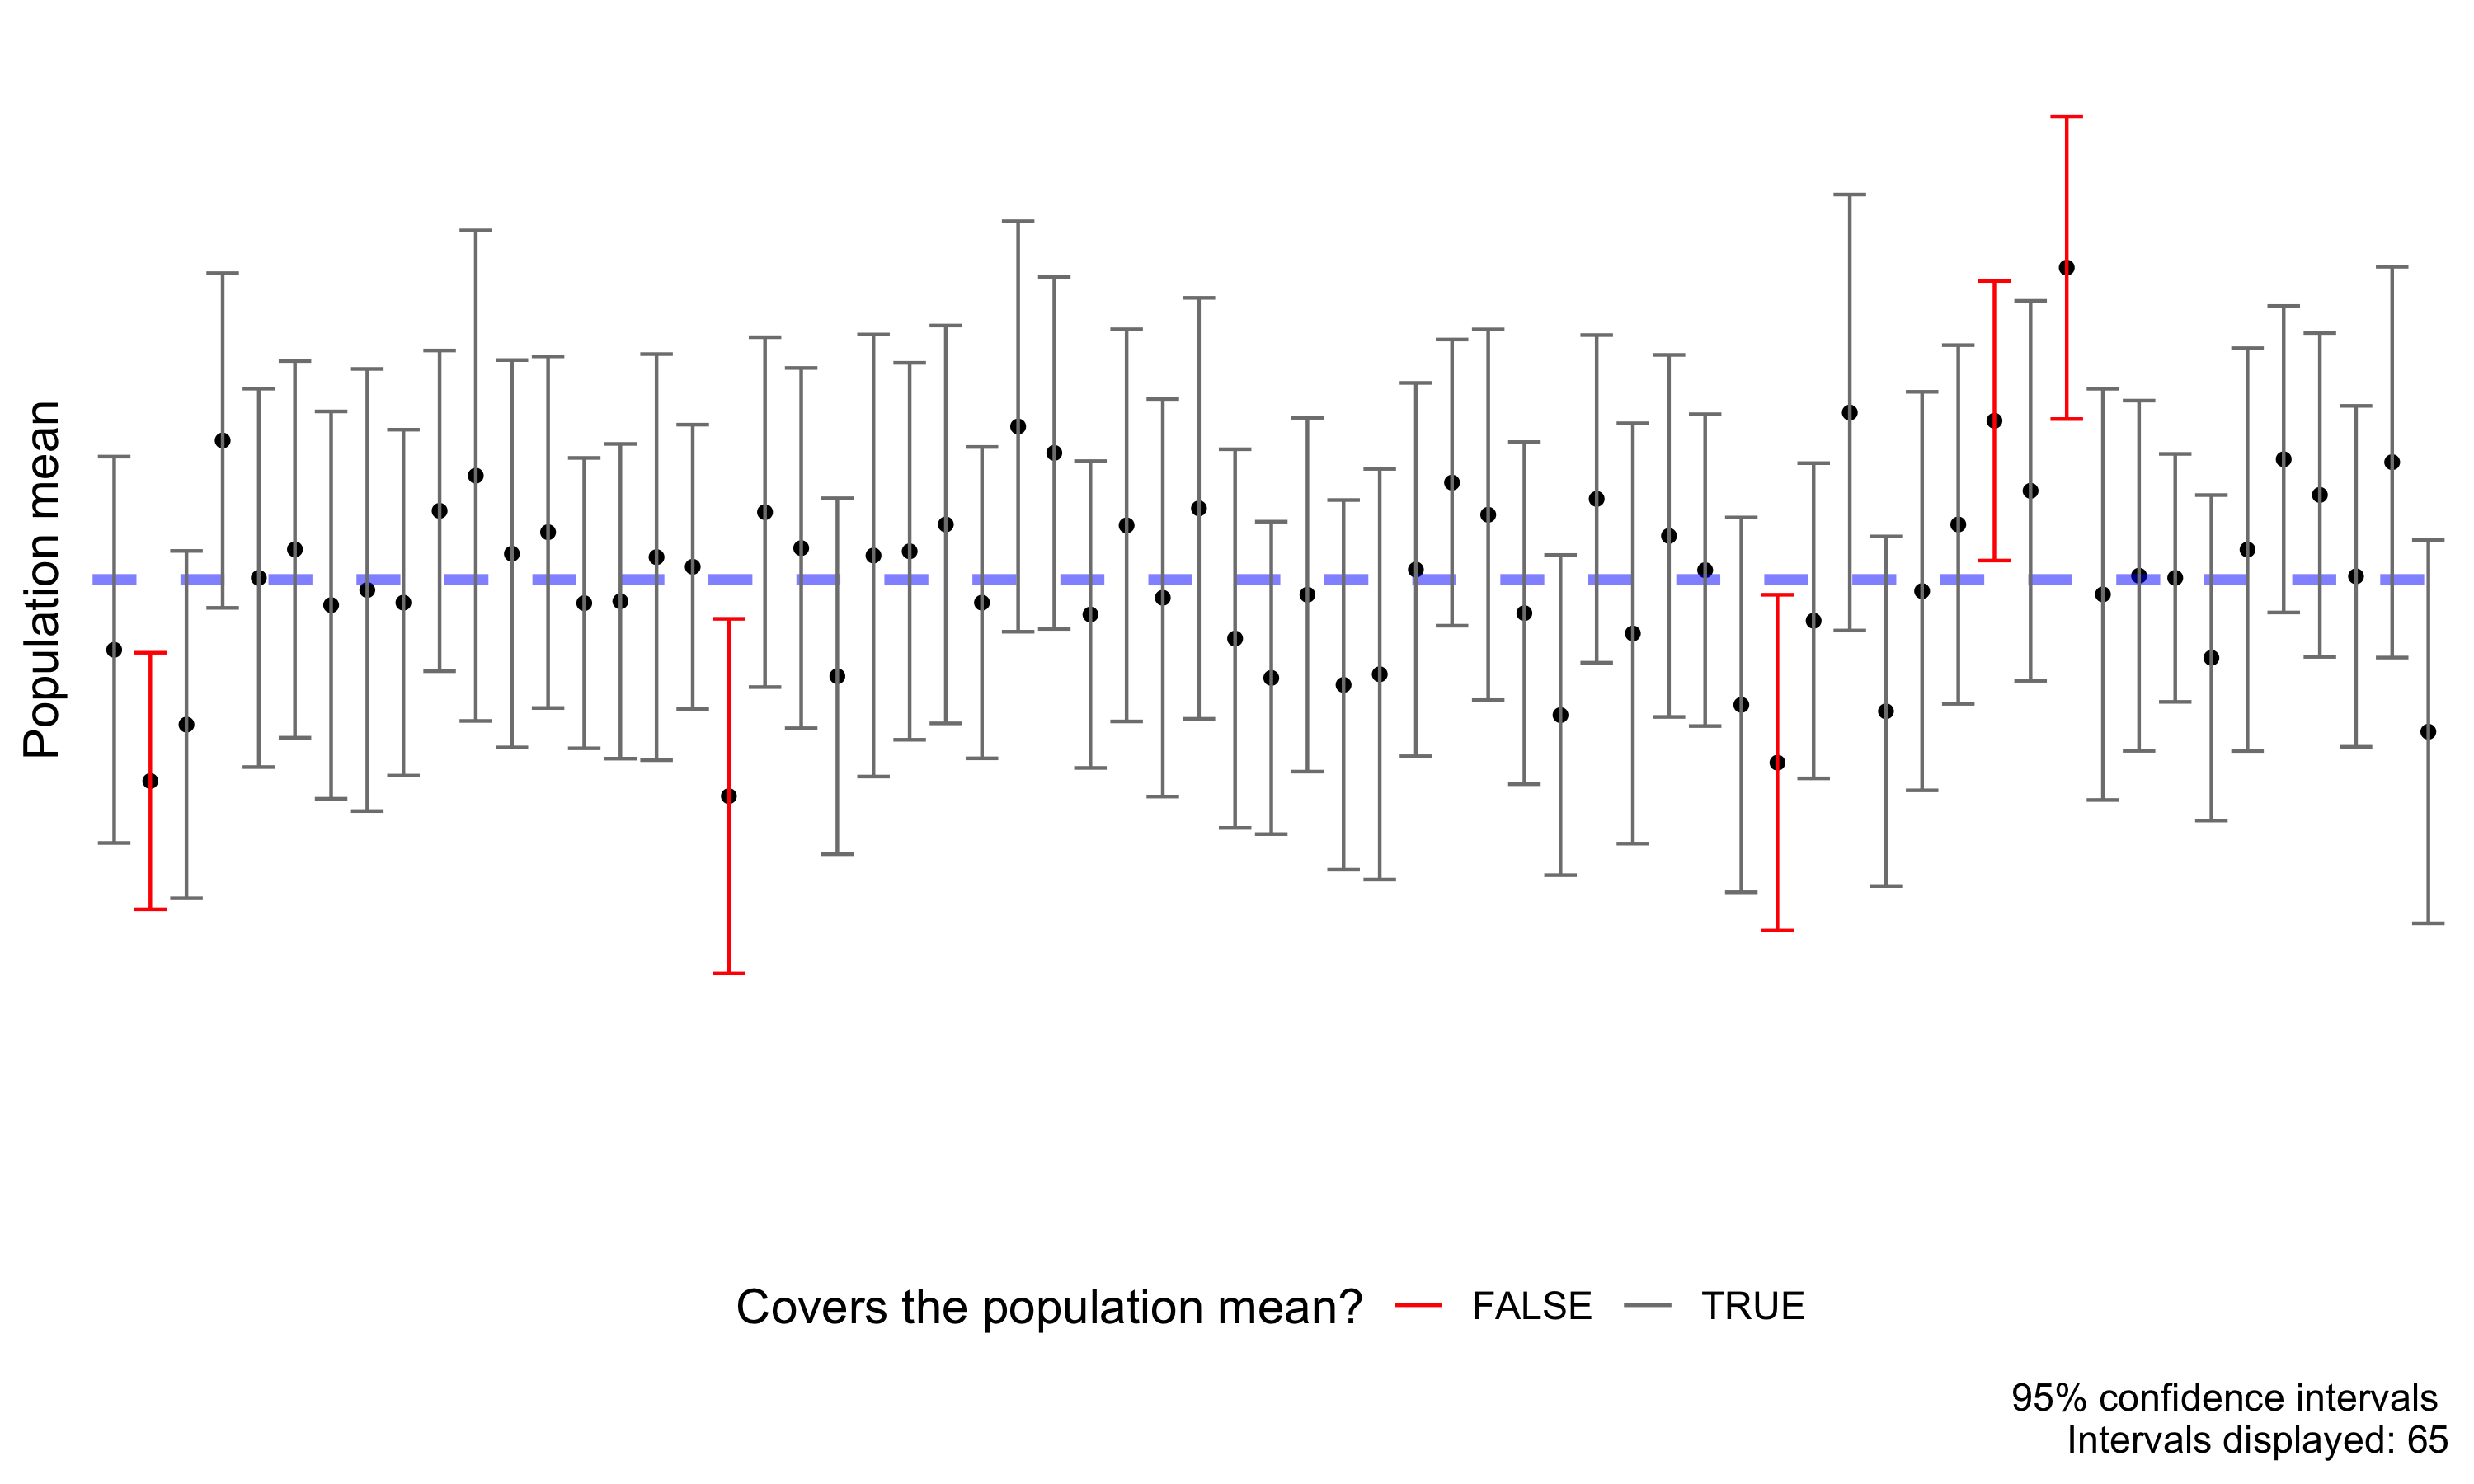 Population mean
Covers the population mean? FALSE TRUE
95% confidence intervals
Intervals displayed: 65